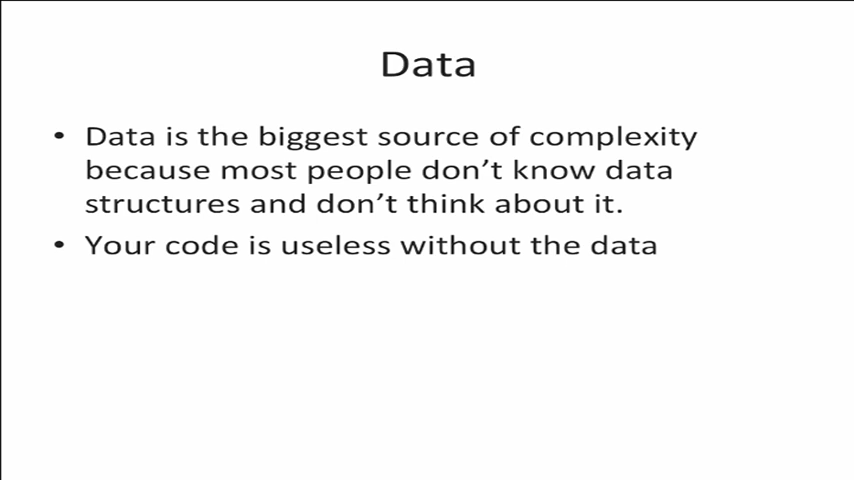 Data
• Data is the biggest source of complexity
because most people don’t know data
structures and don’t think about it.
• Your code is useless without the data